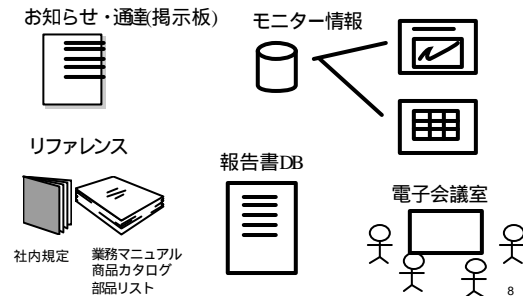 お知らせ・通達(掲示板)
モニター情報
リファレンス
社内規定
業務マニュアル
商品カタログ
部品リスト
報告書DB
電子会議室
8